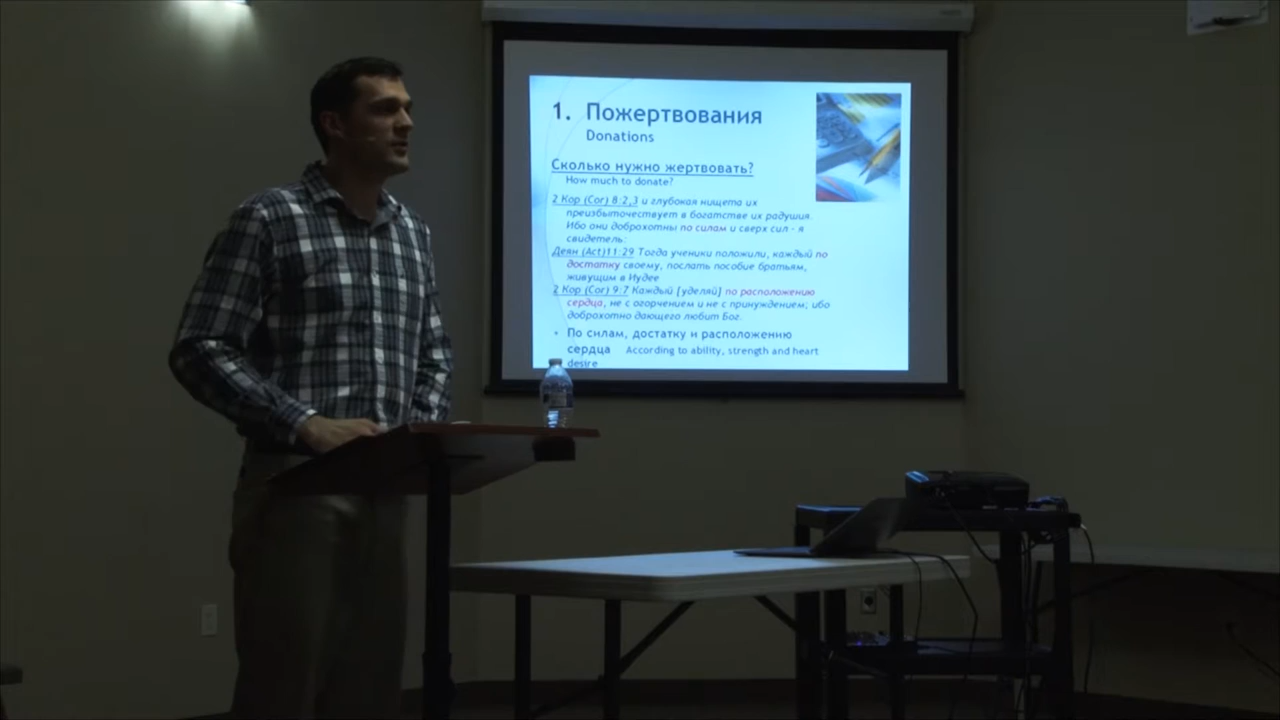 1. Пожертвования
Donations
Сколько нужно жертвовать?
How much to donate?
2 Кор (Cor) 8:2,3 и глубокая нищета их
преизбыточествует в богатстве их радушия.
Ибо они доброхотны по силам и сверх сил - я
свидетель:
Деян (Act)11:29 Тогда ученики положили, каждый по
достатку своему, послать пособие братьям,
живущим в Иудее
2 Кор (Cor) 9:7 Каждый [уделяй] по расположению
сердца, не с огорчением и не с принуждением; ибо
доброхотно дающего любит Бог.
• По силам, достатку и расположению
сердца According to ability, strength and heart
desire